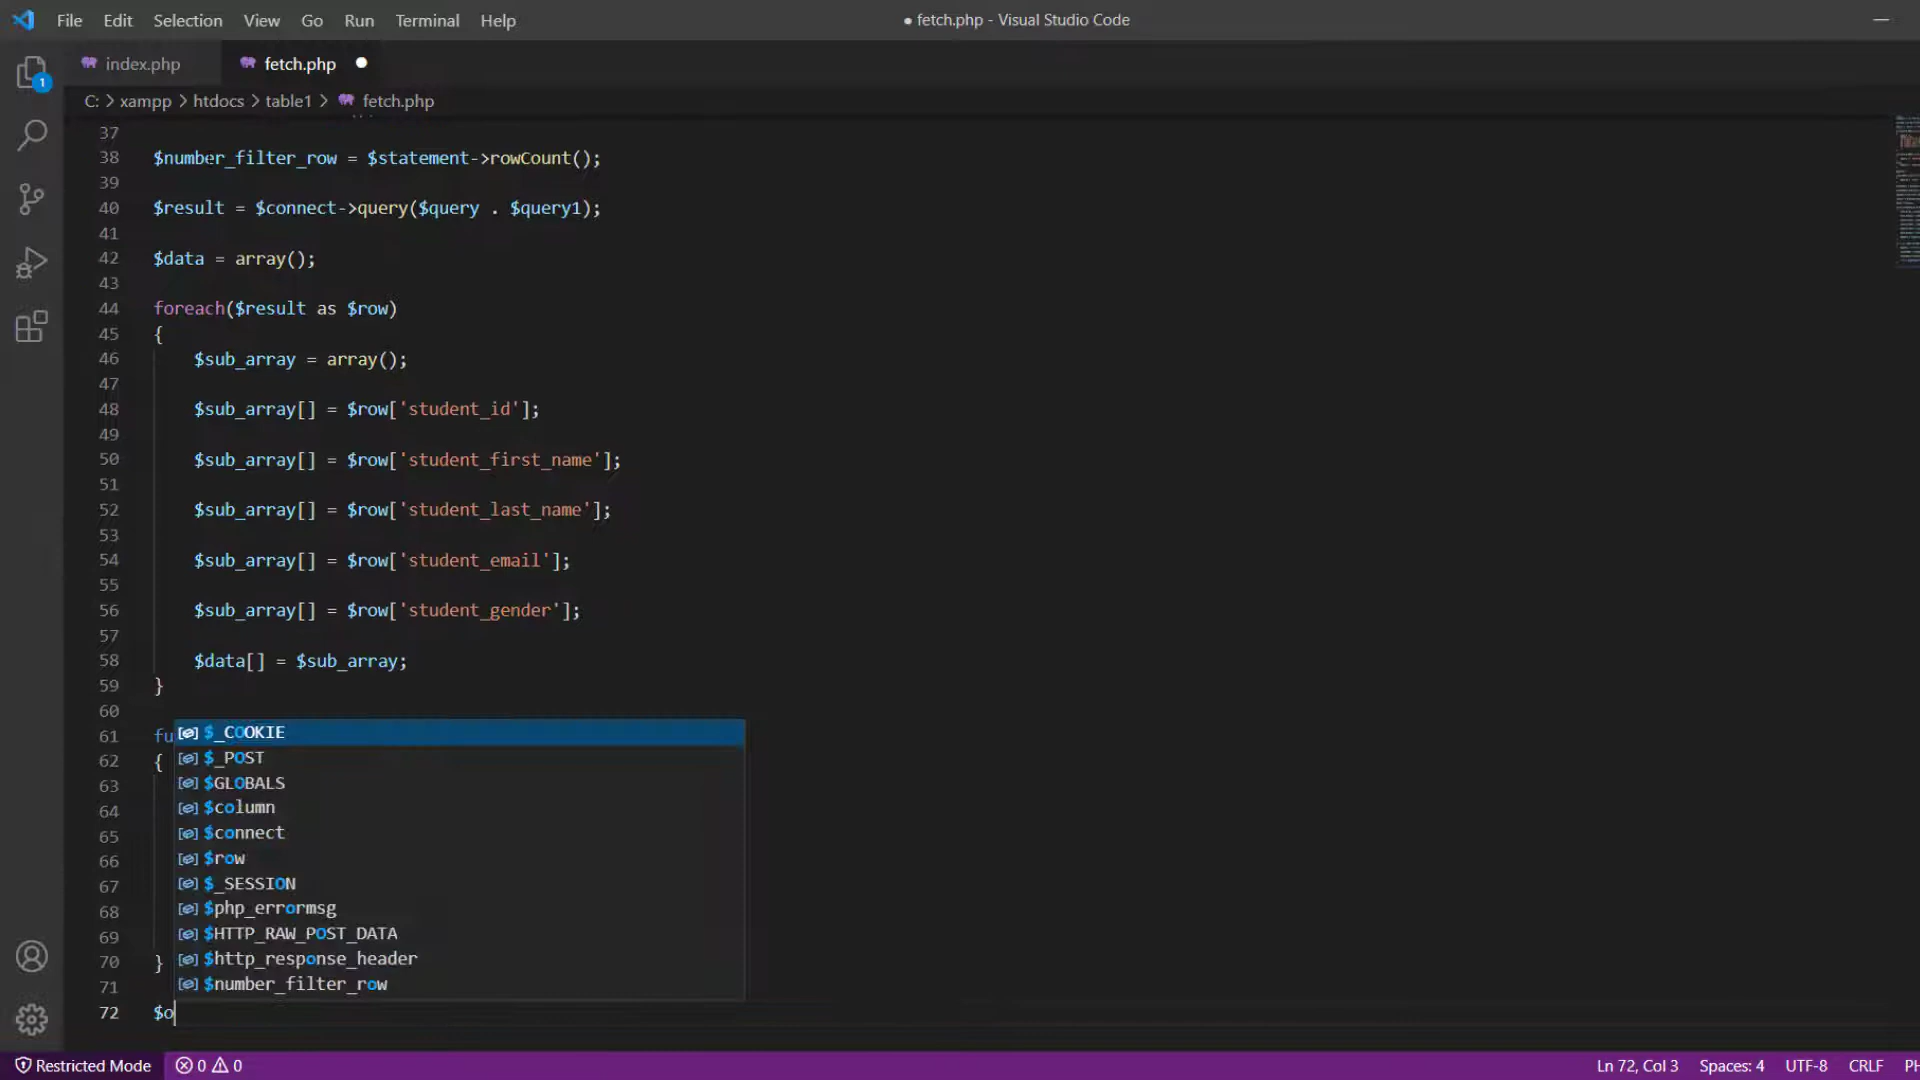 File Edit Selection View Go Run Terminal Help
● fetch.php - Visual Studio Code
index.php fetch.php
C: > xampp > htdocs > table1 > fetch.php
1
37
38 $number_filter_row = $statement->rowCount();
39
40 $result = $connect->query($query . $query1);
41
42 $data = array();
43
44 foreach($result as $row)
45 {
46 $sub_array = array();
47
48 $sub_array[] = $row['student_id'];
49
50 $sub_array[] = $row['student_first_name'];
51
52 $sub_array[] = $row['student_last_name'];
53
54 $sub_array[] = $row['student_email'];
55
56 $sub_array[] = $row['student_gender'];
57
58 $data[] = $sub_array;
59 }
60
61 fu $_COOKIE
62 { $_POST
63 $GLOBALS
64 $column
65 $connect
66 $row
67 $_SESSION
68 $php_errormsg
69 $HTTP_RAW_POST_DATA
70 } $http_response_header
71 $number_filter_row
72 $o
Restricted Mode 0 0 Ln 72, Col 3 Spaces: 4 UTF-8 CRLF PH